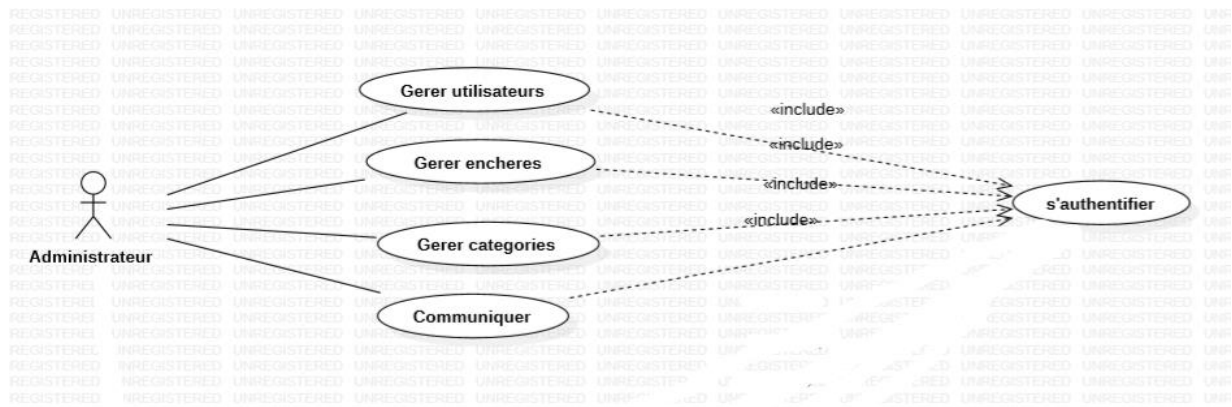 Gerer utilisateurs
«include»
«include»
Gerer encheres
«include»
s'authentifier
«include»
Gerer categories
Administrateur
Communiquer